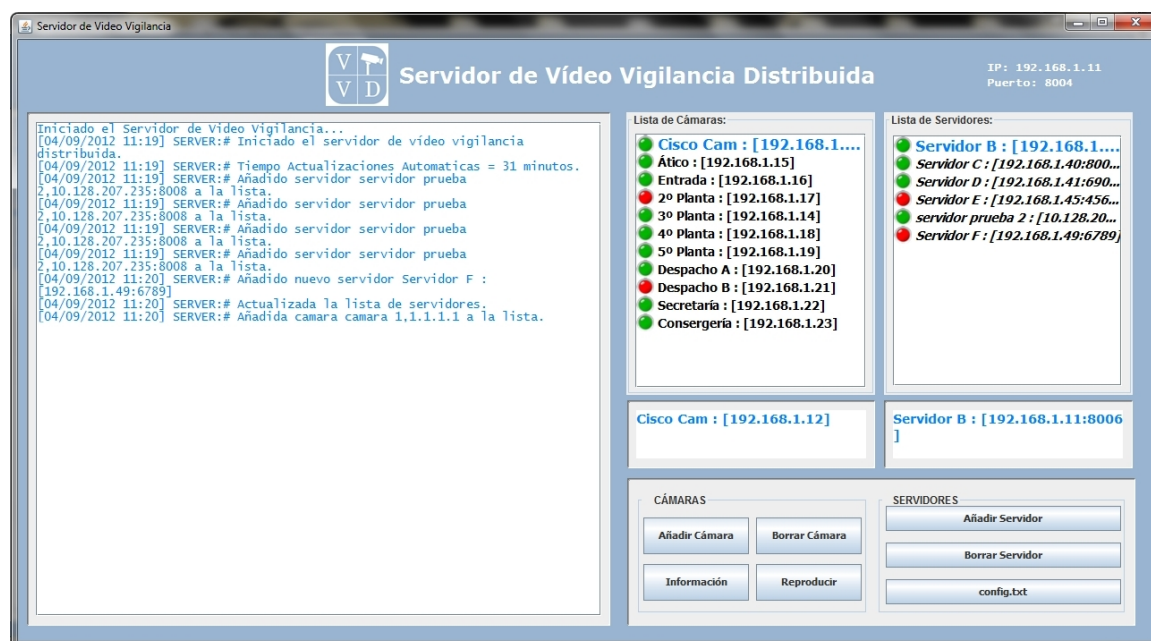 Servidor de Video Vigilancia
V
V D
Servidor de Vídeo Vigilancia Distribuida
IP: 192.168.1.11
Puerto: 8004
Iniciado el Servidor de Video Vigilancia...
[04/09/2012 11:19] SERVER:# Iniciado el servidor de vídeo vigilancia
distribuida.
[04/09/2012 11:19] SERVER:# Tiempo Actualizaciones Automaticas = 31 minutos.
[04/09/2012 11:19] SERVER:# Añadido servidor servidor prueba
2,10.128.207.235:8008 a la lista.
[04/09/2012 11:19] SERVER:# Añadido servidor servidor prueba
2,10.128.207.235:8008 a la lista.
[04/09/2012 11:19] SERVER:# Añadido servidor servidor prueba
2,10.128.207.235:8008 a la lista.
[04/09/2012 11:19] SERVER:# Añadido servidor servidor prueba
2,10.128.207.235:8008 a la lista.
[04/09/2012 11:20] SERVER:# Añadido nuevo servidor Servidor F :
[192.168.1.49:6789]
[04/09/2012 11:20] SERVER:# Actualizada la lista de servidores.
[04/09/2012 11:20] SERVER:# Añadida camara camara 1,1.1.1.1 a la lista.
Lista de Cámaras:
Cisco Cam : [192.168.1....
Ático : [192.168.1.15]
Entrada : [192.168.1.16]
2º Planta : [192.168.1.17]
3º Planta : [192.168.1.14]
4º Planta : [192.168.1.18]
5º Planta : [192.168.1.19]
Despacho A : [192.168.1.20]
Despacho B : [192.168.1.21]
Secretaría : [192.168.1.22]
Consergería : [192.168.1.23]
Lista de Servidores:
Servidor B : [192.168.1....
Servidor C : [192.168.1.40:800...
Servidor D : [192.168.1.41:690...
Servidor E : [192.168.1.45:456...
servidor prueba 2 : [10.128.20...
Servidor F : [192.168.1.49:6789]
Cisco Cam : [192.168.1.12]
Servidor B : [192.168.1.11:8006
]
CÁMARAS
Añadir Cámara
Borrar Cámara
Información
Reproducir
SERVIDORES
Añadir Servidor
Borrar Servidor
config.txt